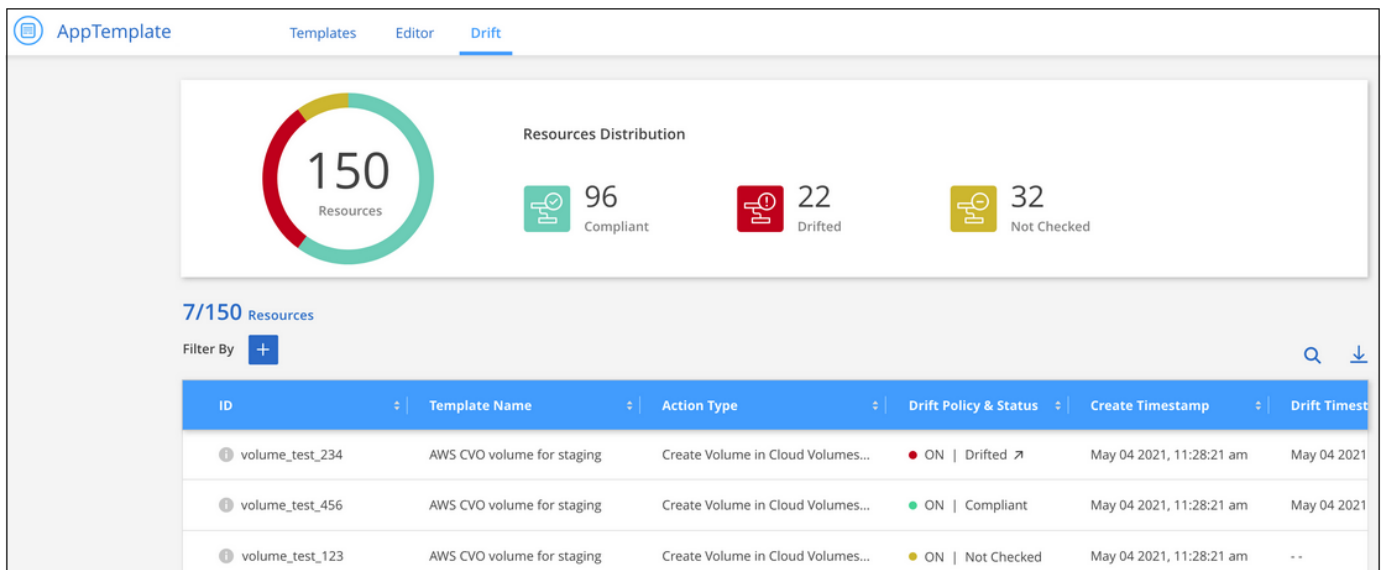 AppTemplate Templates Editor Drift
150
Resources
Resources Distribution
96
Compliant
22
Drifted
32
Not Checked
7/150 Resources
Filter By +
ID Template Name Action Type Drift Policy & Status Create Timestamp Drift Timest
volume_test_234 AWS CVO volume for staging Create Volume in Cloud Volumes... ON | Drifted May 04 2021, 11:28:21 am May 04 2021
volume_test_456 AWS CVO volume for staging Create Volume in Cloud Volumes... ON | Compliant May 04 2021, 11:28:21 am May 04 2021
volume_test_123 AWS CVO volume for staging Create Volume in Cloud Volumes... ON | Not Checked May 04 2021, 11:28:21 am - -